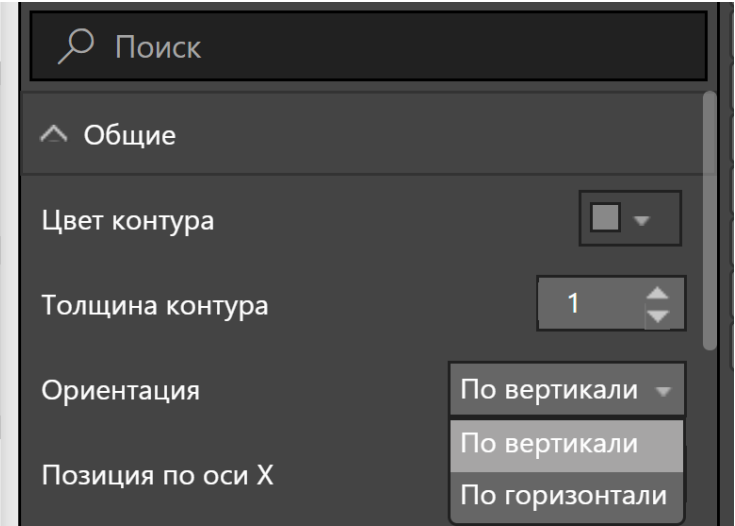 Поиск
Общие
Цвет контура
Толщина контура 1
Ориентация По вертикали
По вертикали
Позиция по оси X
По горизонтали